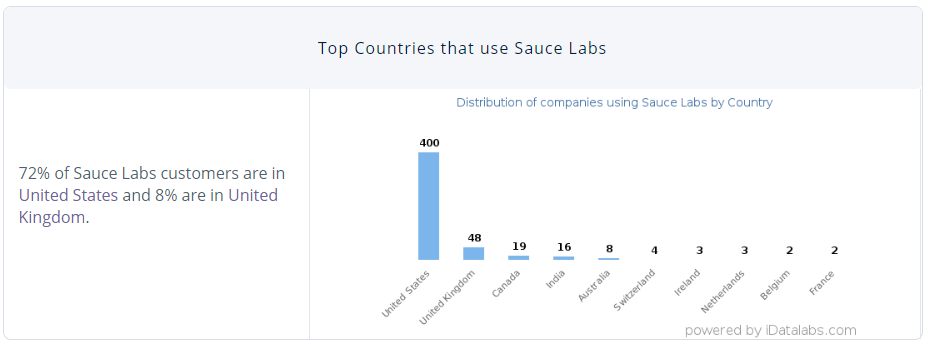 Top Countries that use Sauce Labs
72% of Sauce Labs customers are in
United States and 8% are in United
Kingdom.
Distribution of companies using Sauce Labs by Country
400
48
19
16
8
4
3
3
2
2
United States
United Kingdom
Canada
India
Australia
Switzerland
Ireland
Netherlands
Belgium
France
powered by iDatalabs.com